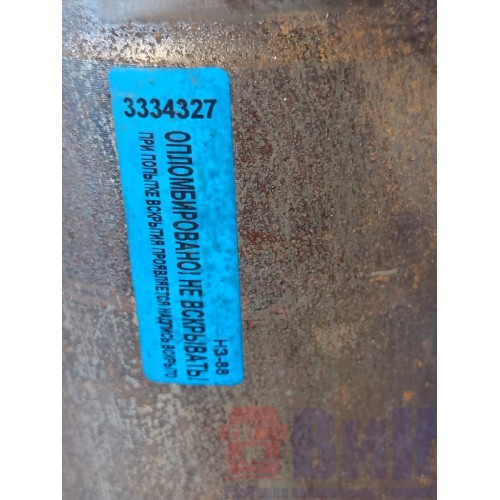 3334327
ОПЛОМБИРОВАНО! НЕ ВСКРЫВАТЬ!
ПРИ ПОПЫТКЕ ВСКРЫТИЯ ПРОЯВЛЯЕТСЯ НАДПИСЬ ВСКРЫТО
НЗ-88